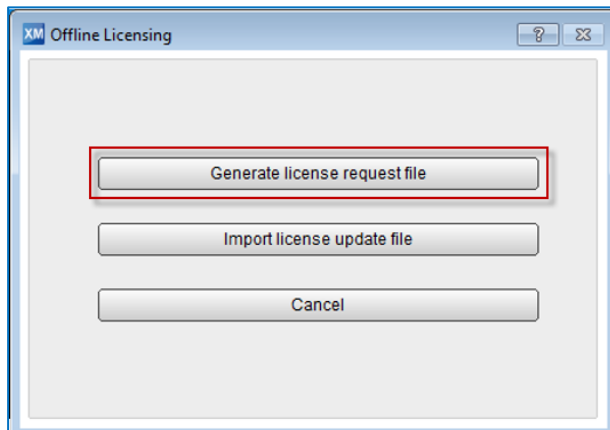 XM Offline Licensing ?
Generate license request file
Import license update file
Cancel